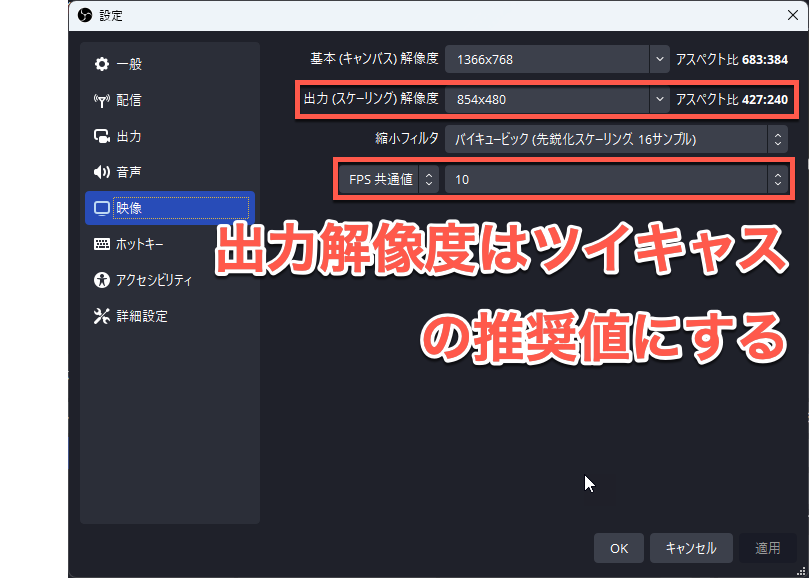 設定
一般
配信
出力
音声
映像
ホットキー
アクセシビリティ
詳細設定
基本 (キャンバス) 解像度 1366x768 アスペクト比 683:384
出力 (スケーリング) 解像度 854x480 アスペクト比 427:240
縮小フィルタ バイキュービック (先鋭化スケーリング, 16サンプル)
FPS 共通値 10
出力解像度はツイキャス
の推奨値にする
OK キャンセル 適用